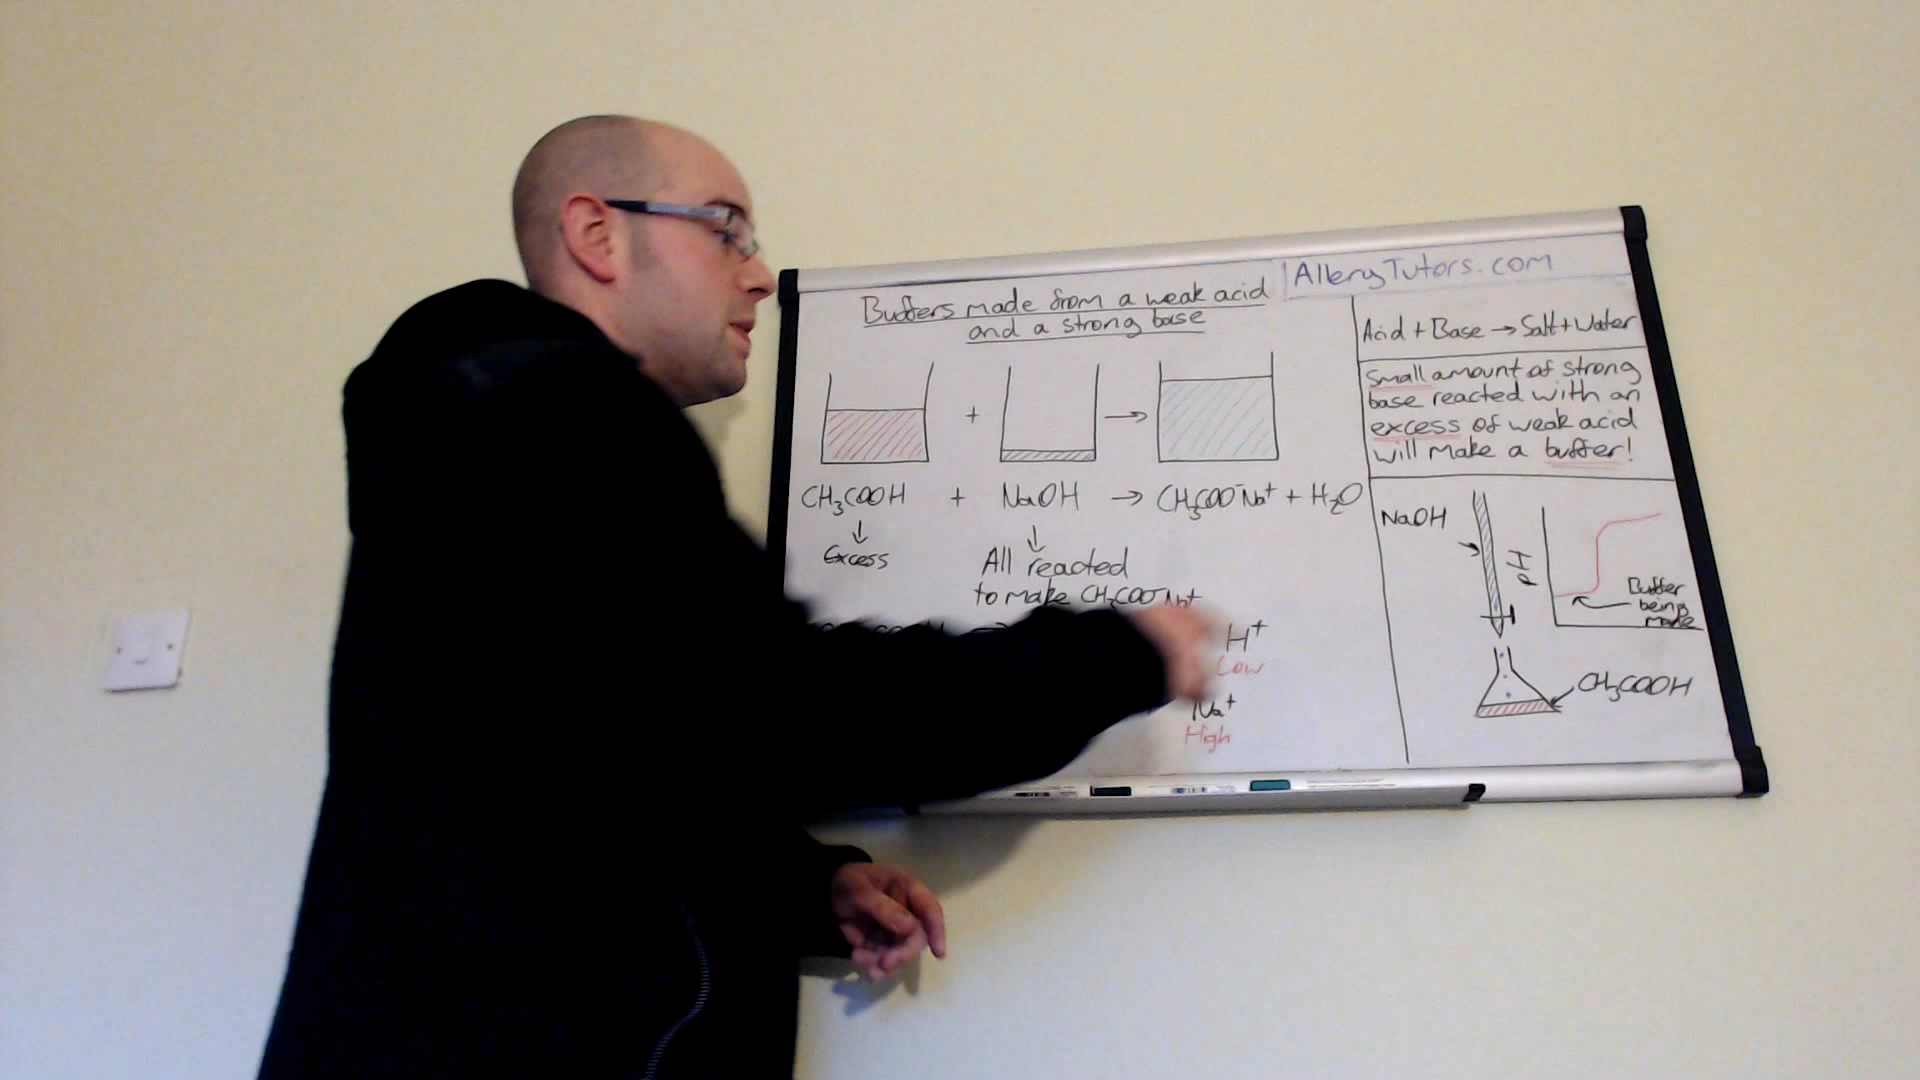 AlleryTutors.com
Buffers made from a weak acid
and a strong base
+ →
CH₃COOH + NaOH → CH₃COO⁻Na⁺ + H₂O
↓ ↓
Excess All reacted
to make CH₃COO⁻Na⁺
H⁺
Low
Na⁺
High
Acid + Base → Salt + Water
Small amount of strong
base reacted with an
excess of weak acid
will make a buffer!
NaOH
pH
Buffer
being
made
CH₃COOH